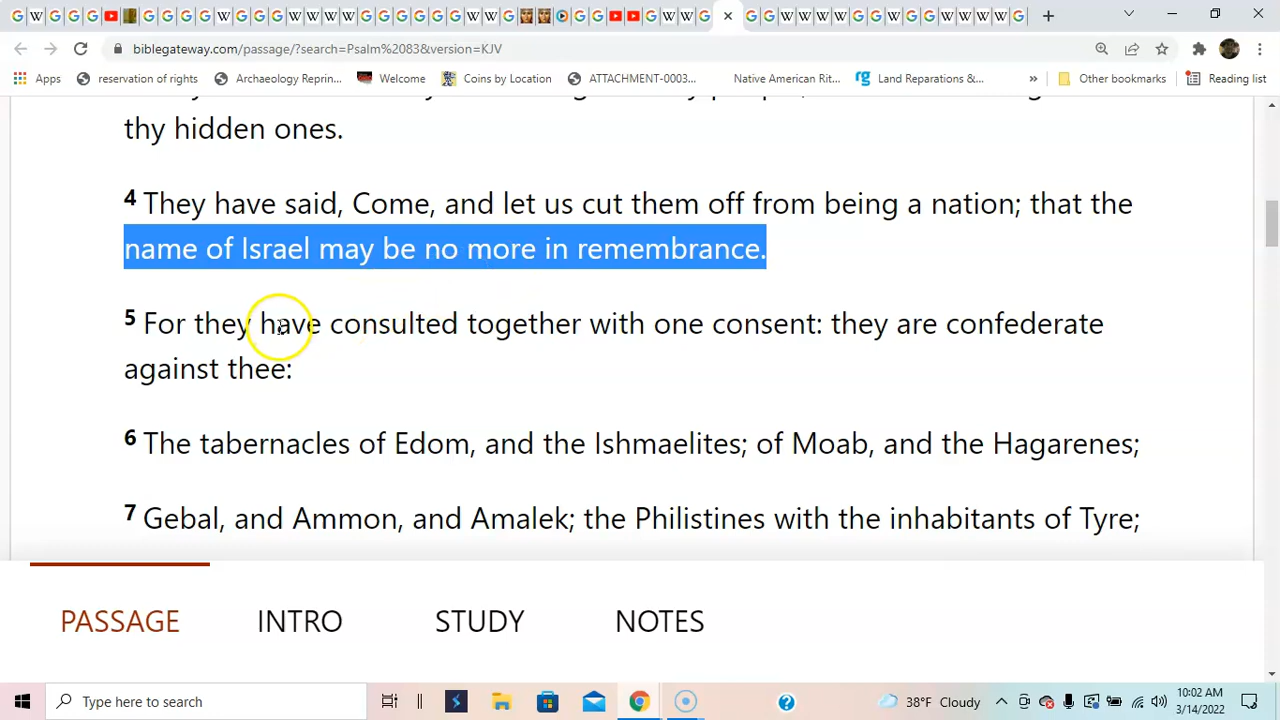 biblegateway.com/passage/?search=Psalm%2083&version=KJV
Apps
reservation of rights
Archaeology Reprin...
Welcome
Coins by Location
ATTACHMENT-0003...
Native American Rit...
Land Reparations &...
»
Other bookmarks
Reading list
thy hidden ones.
4 They have said, Come, and let us cut them off from being a nation; that the
name of Israel may be no more in remembrance.
5 For they have consulted together with one consent: they are confederate
against thee:
6 The tabernacles of Edom, and the Ishmaelites; of Moab, and the Hagarenes;
7 Gebal, and Ammon, and Amalek; the Philistines with the inhabitants of Tyre;
PASSAGE
INTRO
STUDY
NOTES
Type here to search
38°F Cloudy
10:02 AM
3/14/2022